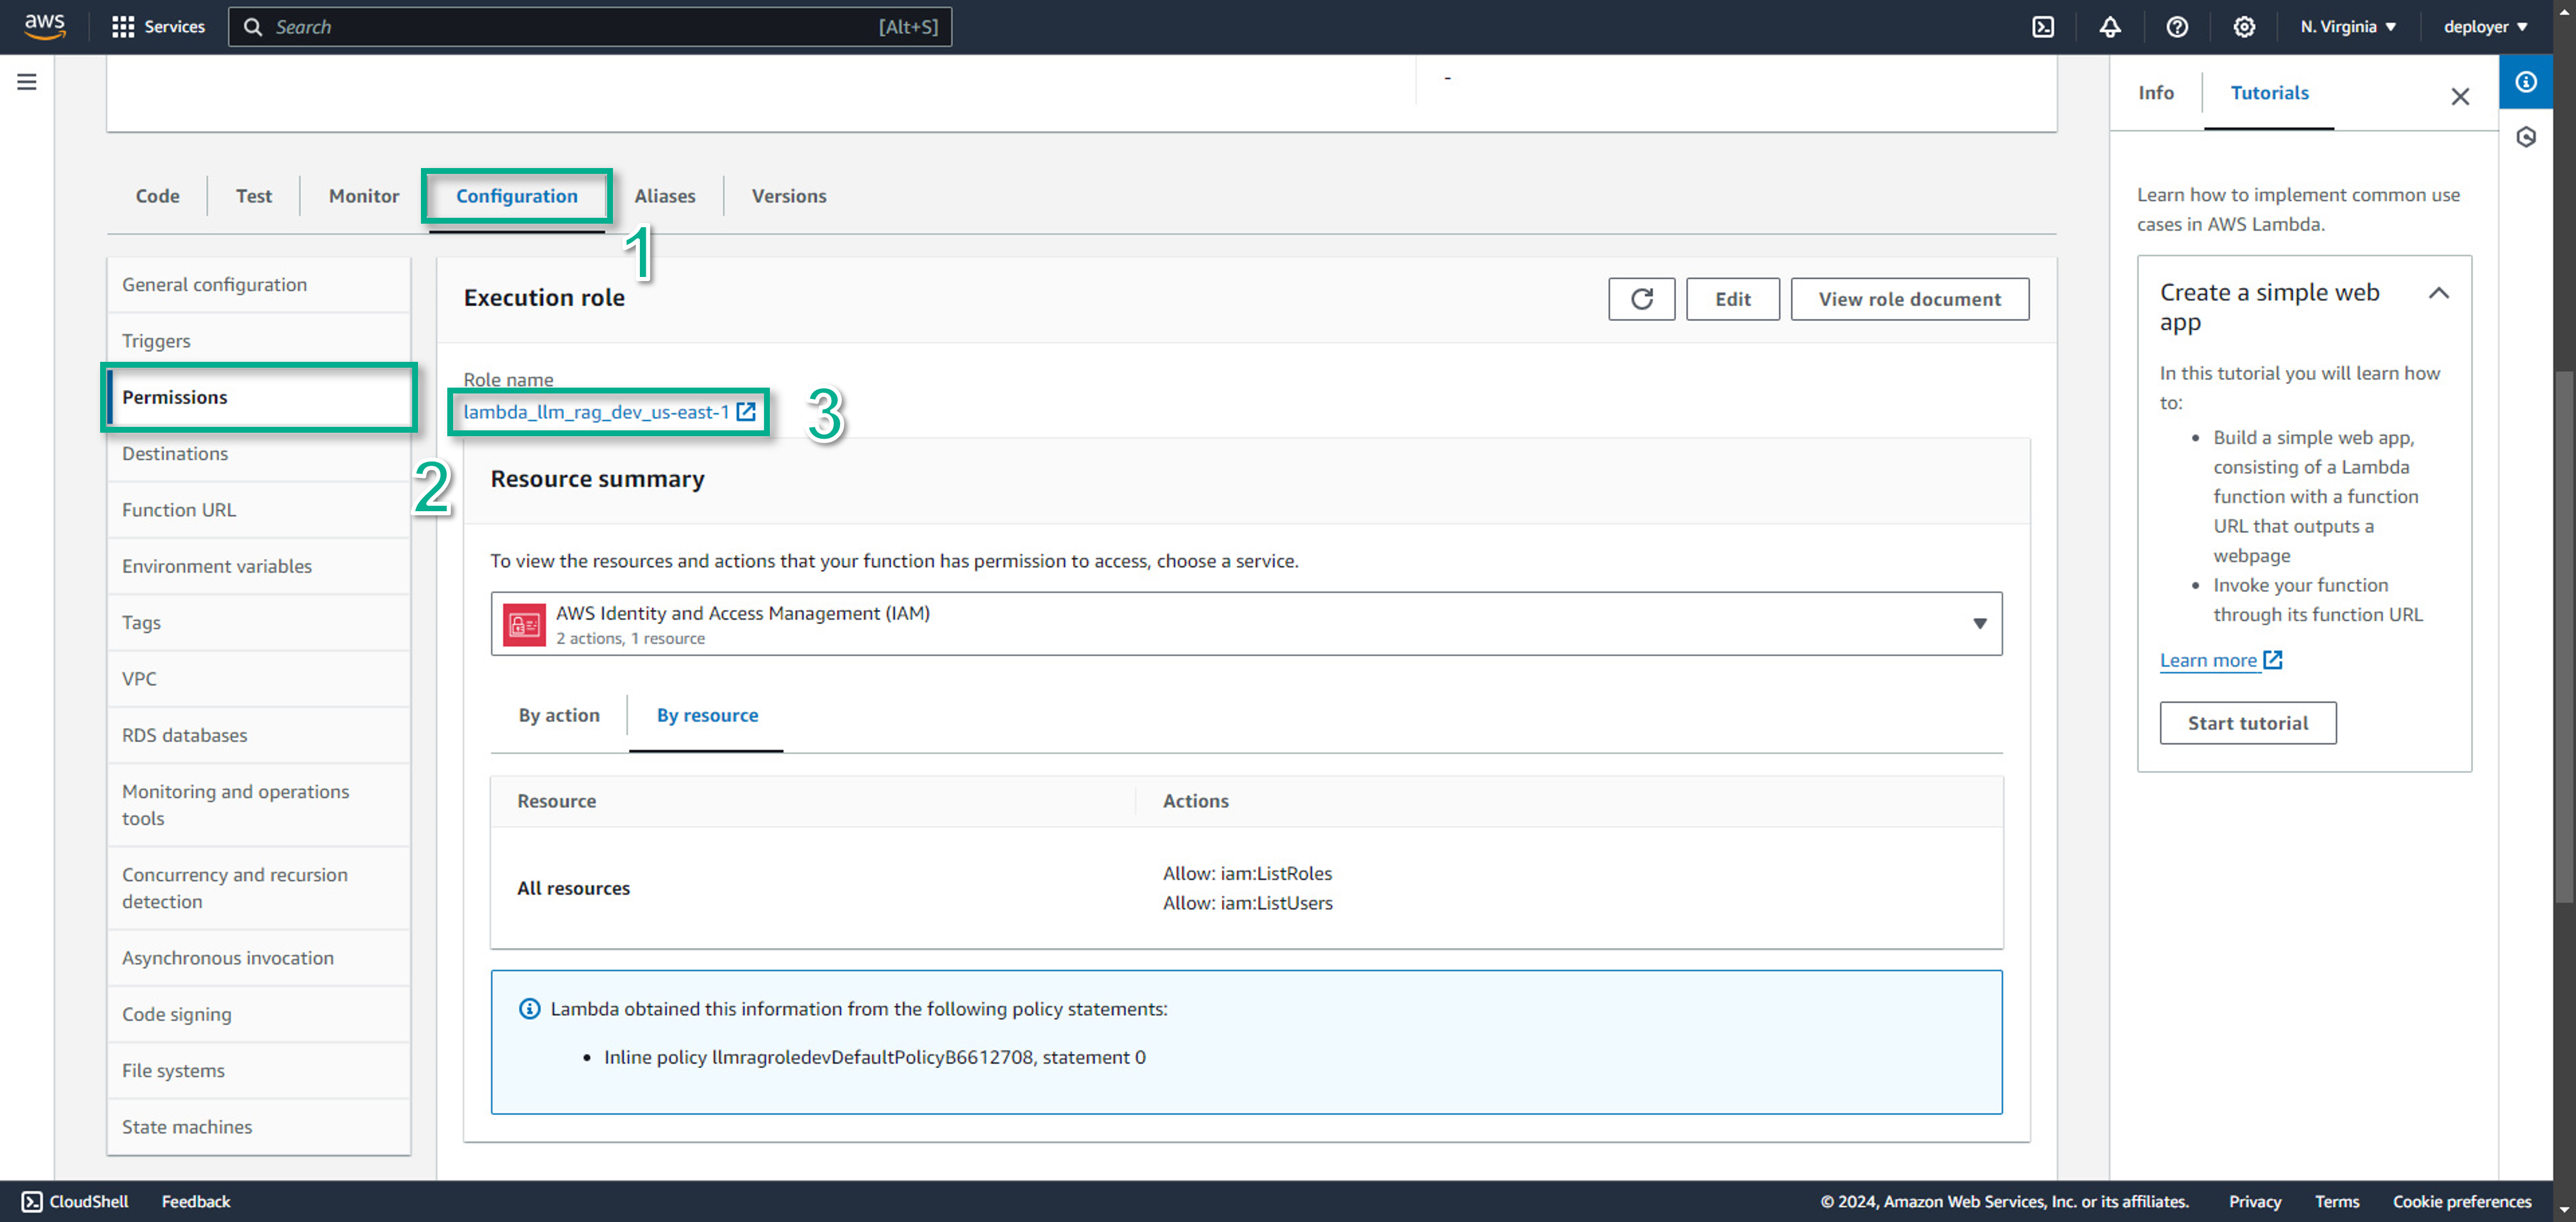 aws
Services
Search
[Alt+S]
N. Virginia
deployer
-
Info
Tutorials
Code
Test
Monitor
Configuration
Aliases
Versions
1
General configuration
Triggers
Permissions
2
Destinations
Function URL
Environment variables
Tags
VPC
RDS databases
Monitoring and operations
tools
Concurrency and recursion
detection
Asynchronous invocation
Code signing
File systems
State machines
Execution role
Edit
View role document
Role name
lambda_llm_rag_dev_us-east-1
3
Resource summary
To view the resources and actions that your function has permission to access, choose a service.
AWS Identity and Access Management (IAM)
2 actions, 1 resource
By action
By resource
Resource
Actions
All resources
Allow: iam:ListRoles
Allow: iam:ListUsers
Lambda obtained this information from the following policy statements:
• Inline policy llmragroledevDefaultPolicyB6612708, statement 0
Learn how to implement common use
cases in AWS Lambda.
Create a simple web
app
In this tutorial you will learn how
to:
• Build a simple web app,
consisting of a Lambda
function with a function
URL that outputs a
webpage
• Invoke your function
through its function URL
Learn more
Start tutorial
CloudShell
Feedback
© 2024, Amazon Web Services, Inc. or its affiliates.
Privacy
Terms
Cookie preferences